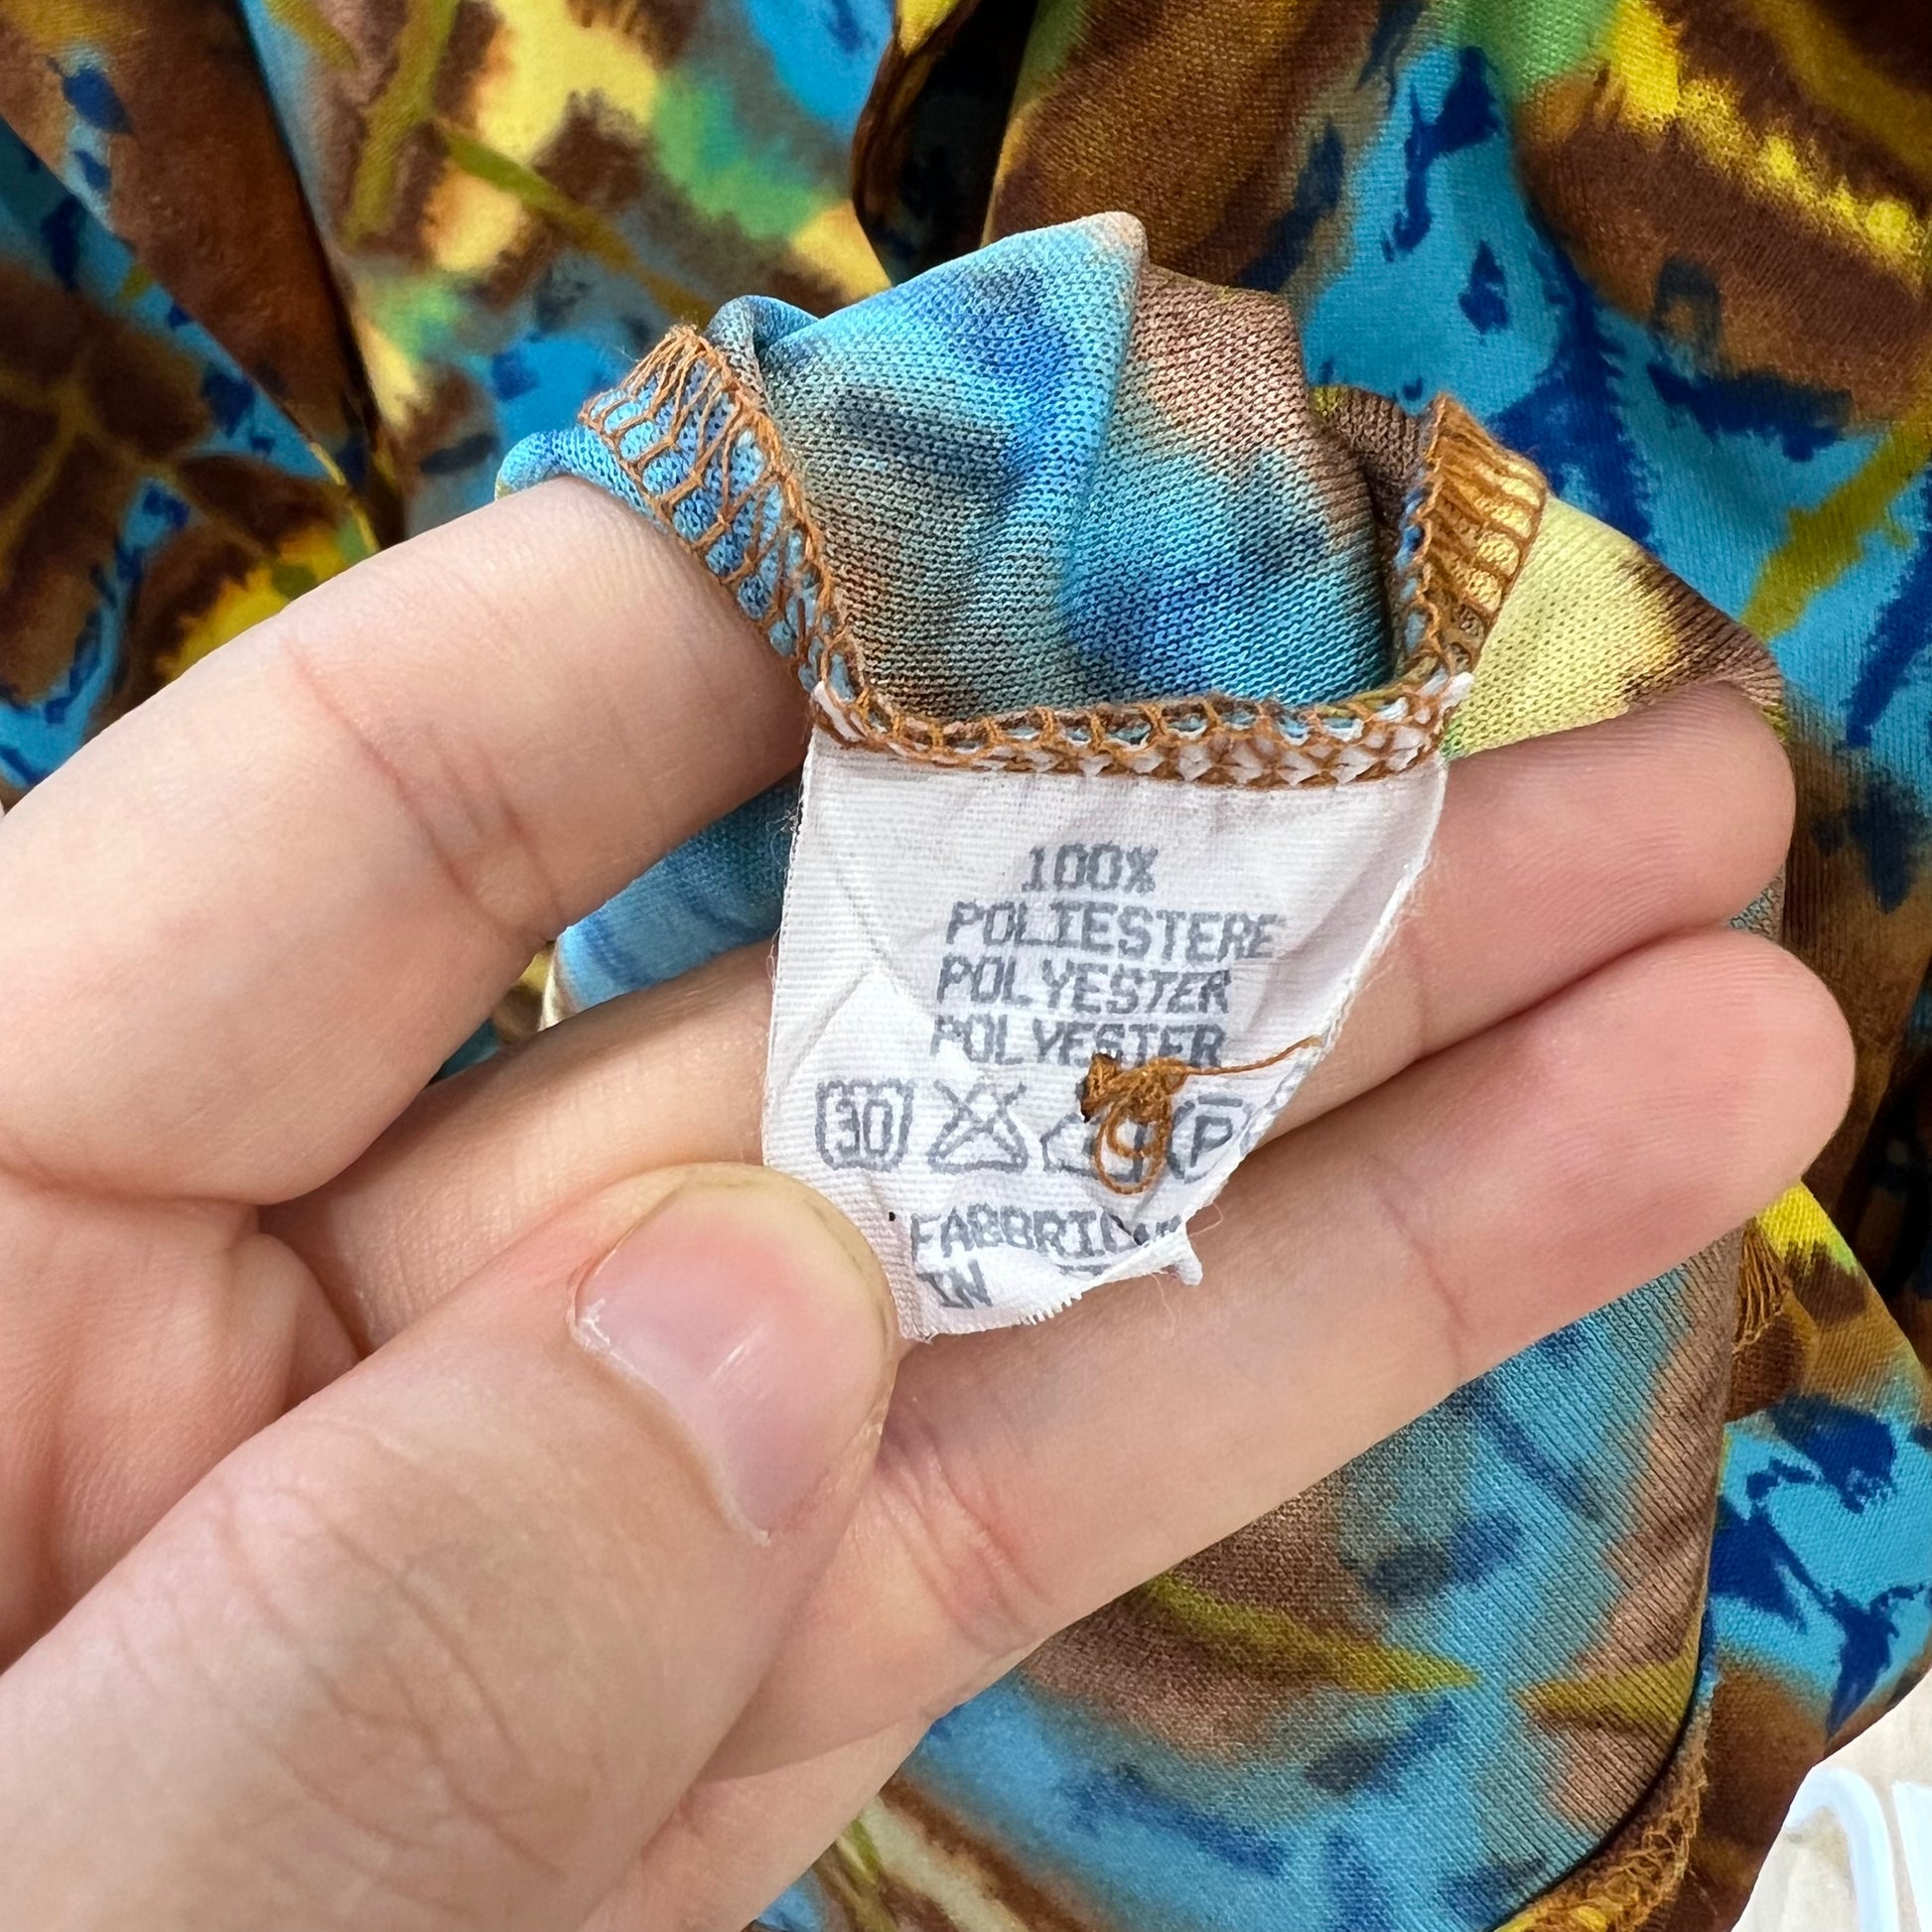 100%
POLIESTERE
POLYESTER
POLYESTER
30 P
IN